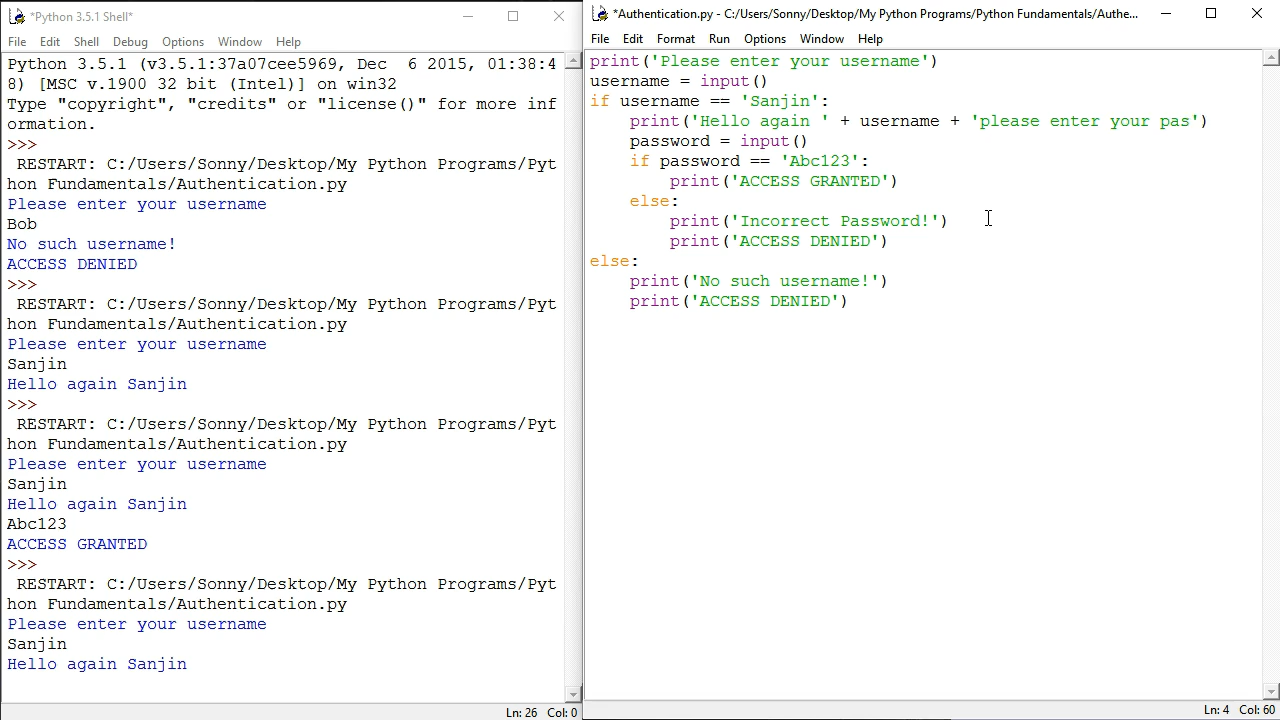 *Python 3.5.1 Shell*
File Edit Shell Debug Options Window Help
Python 3.5.1 (v3.5.1:37a07cee5969, Dec  6 2015, 01:38:4
8) [MSC v.1900 32 bit (Intel)] on win32
Type "copyright", "credits" or "license()" for more inf
ormation.
>>>
 RESTART: C:/Users/Sonny/Desktop/My Python Programs/Pyt
hon Fundamentals/Authentication.py
Please enter your username
Bob
No such username!
ACCESS DENIED
>>>
 RESTART: C:/Users/Sonny/Desktop/My Python Programs/Pyt
hon Fundamentals/Authentication.py
Please enter your username
Sanjin
Hello again Sanjin
>>>
 RESTART: C:/Users/Sonny/Desktop/My Python Programs/Pyt
hon Fundamentals/Authentication.py
Please enter your username
Sanjin
Hello again Sanjin
Abc123
ACCESS GRANTED
>>>
 RESTART: C:/Users/Sonny/Desktop/My Python Programs/Pyt
hon Fundamentals/Authentication.py
Please enter your username
Sanjin
Hello again Sanjin
Ln: 26 Col: 0
*Authentication.py - C:/Users/Sonny/Desktop/My Python Programs/Python Fundamentals/Authe...
File Edit Format Run Options Window Help
print('Please enter your username')
username = input()
if username == 'Sanjin':
    print('Hello again ' + username + 'please enter your pas')
    password = input()
    if password == 'Abc123':
        print('ACCESS GRANTED')
    else:
        print('Incorrect Password!')
        print('ACCESS DENIED')
else:
    print('No such username!')
    print('ACCESS DENIED')
Ln: 4 Col: 60